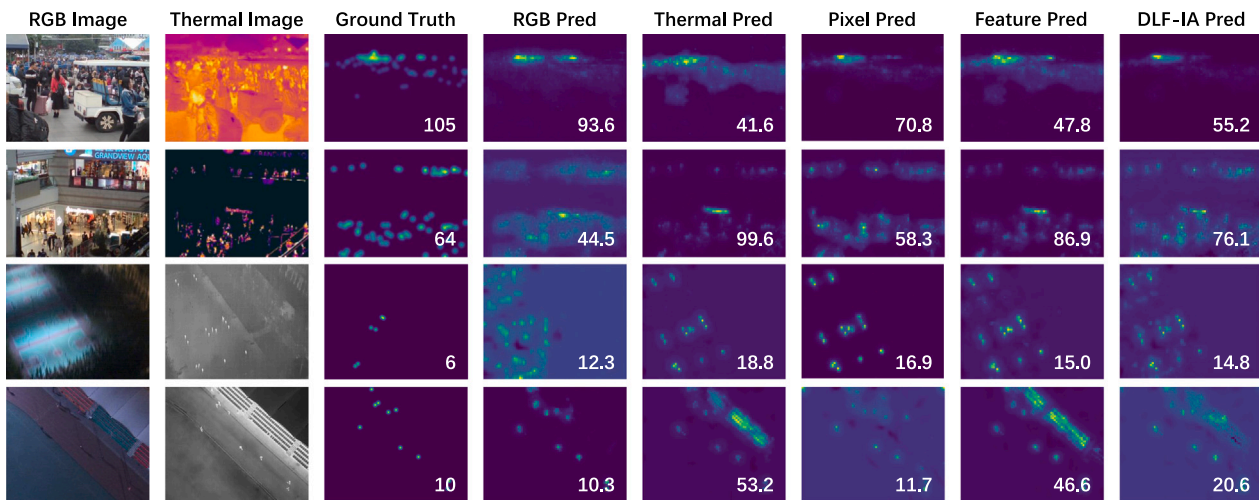 RGB Image Thermal Image Ground Truth RGB Pred Thermal Pred Pixel Pred Feature Pred DLF-IA Pred
105 93.6 41.6 70.8 47.8 55.2
GRANDVIEW
64 44.5 99.6 58.3 86.9 76.1
6 12.3 18.8 16.9 15.0 14.8
10 10.3 53.2 11.7 46.6 20.6